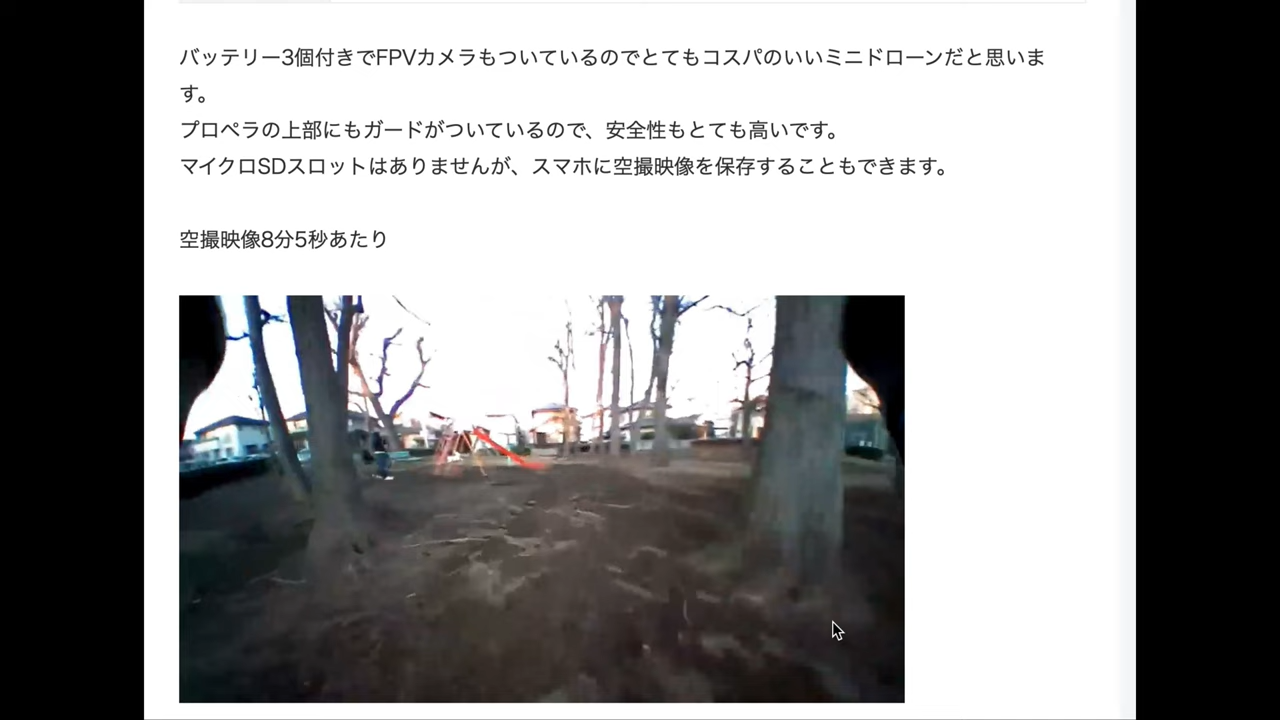 バッテリー3個付きでFPVカメラもついているのでとてもコスパのいいミニドローンだと思いま
す。
プロペラの上部にもガードがついているので、安全性もとても高いです。
マイクロSDスロットはありませんが、スマホに空撮映像を保存することもできます。
空撮映像8分5秒あたり